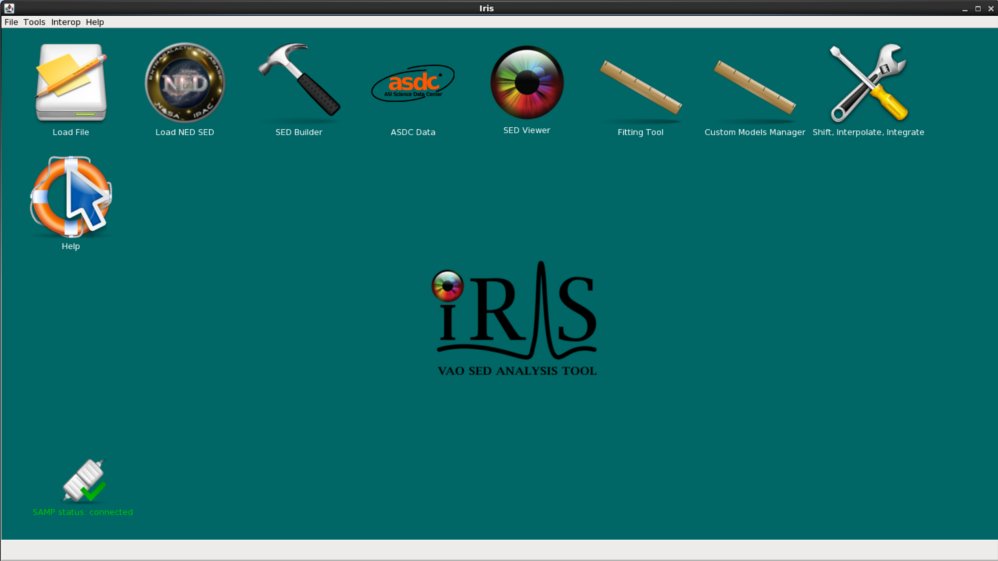 Iris
File Tools Interop Help
NED
NASA IPAC
asdc
ASI Science Data Center
Load File
Load NED SED
SED Builder
ASDC Data
SED Viewer
Fitting Tool
Custom Models Manager
Shift, Interpolate, Integrate
Help
iRIS
VAO SED ANALYSIS TOOL
SAMP status: connected